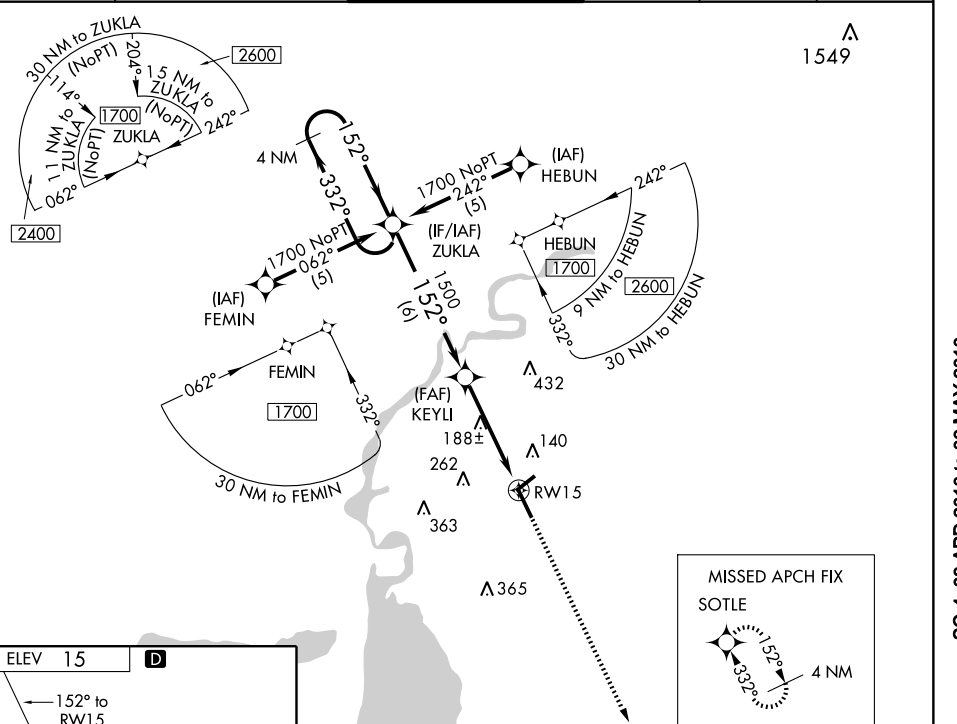 30 NM to ZUKLA
(NoPT)
204°
15 NM to
ZUKLA
(NoPT)
2600
114°
1700
11 NM to
ZUKLA
(NoPT)
ZUKLA
242°
062°
2400
1549
4 NM
152°
332°
1700 NoPT
242°
(5)
(IAF)
HEBUN
(IF/IAF)
ZUKLA
1700 NoPT
062°
(5)
(IAF)
FEMIN
242°
HEBUN
1700
9 NM to HEBUN
2600
332°
30 NM to HEBUN
1500
152°
(6)
FEMIN
062°
1700
332°
30 NM to FEMIN
(FAF)
KEYLI
432
188±
140
262
RW15
363
365
MISSED APCH FIX
SOTLE
152°
332°
4 NM
ELEV 15
D
152° to
RW15